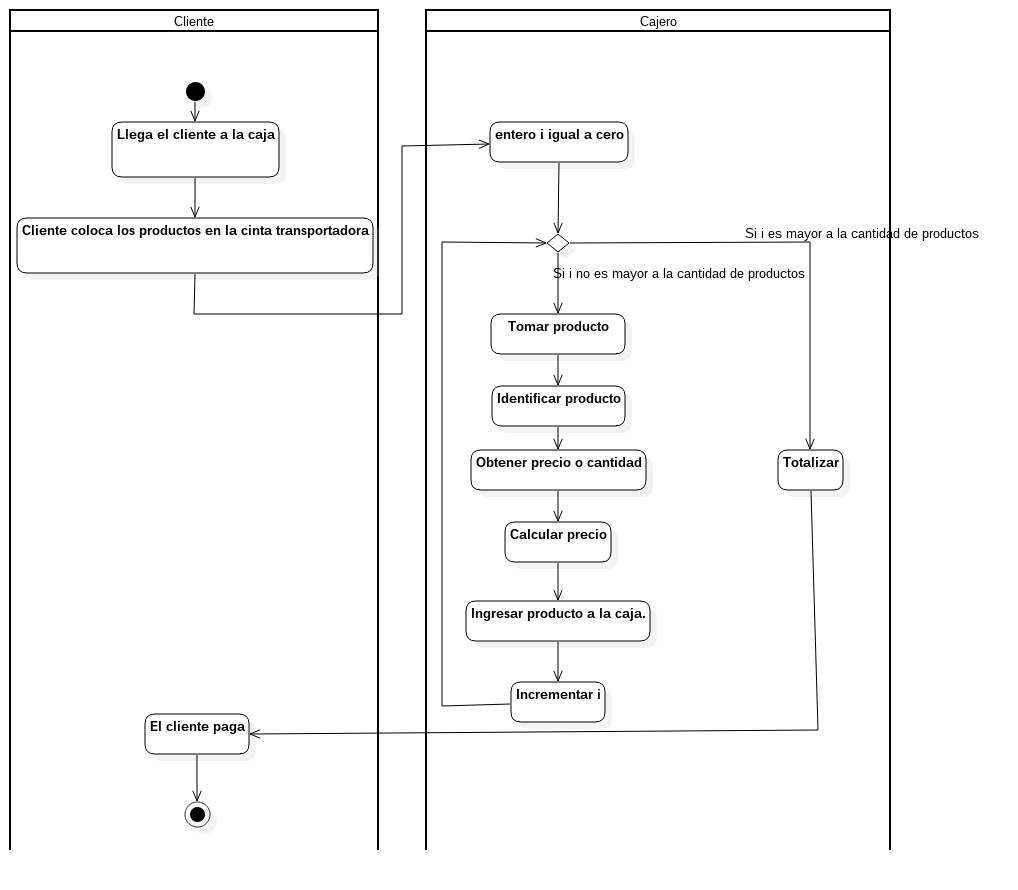 Cliente
Cajero
Llega el cliente a la caja
entero i igual a cero
Cliente coloca los productos en la cinta transportadora
Si i es mayor a la cantidad de productos
Si i no es mayor a la cantidad de productos
Tomar producto
Identificar producto
Obtener precio o cantidad
Totalizar
Calcular precio
Ingresar producto a la caja.
Incrementar i
El cliente paga